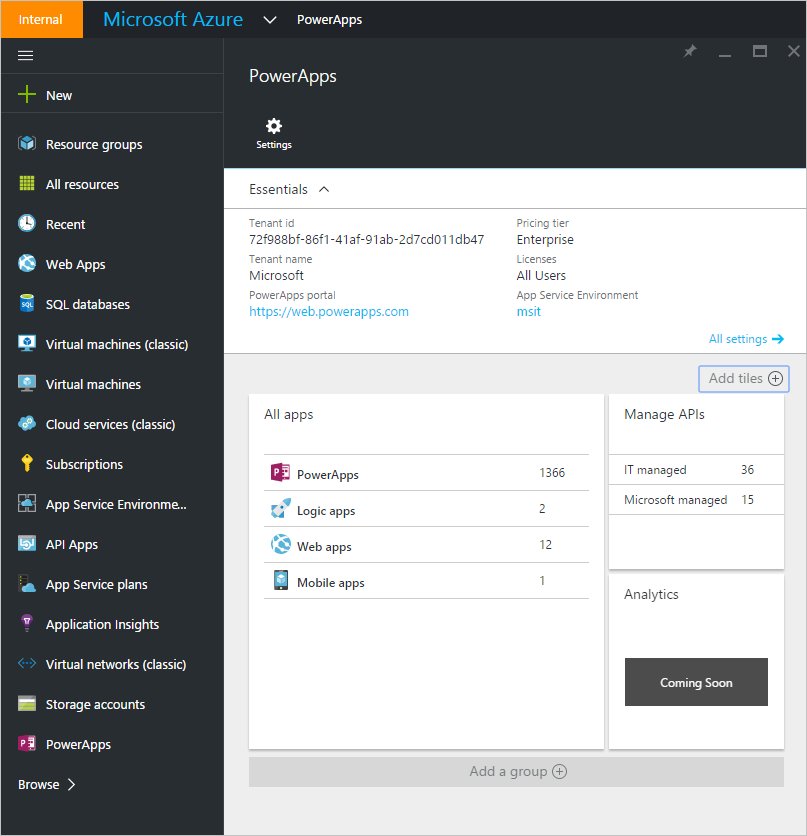 Internal
Microsoft Azure
PowerApps
New
Resource groups
All resources
Recent
Web Apps
SQL databases
Virtual machines (classic)
Virtual machines
Cloud services (classic)
Subscriptions
App Service Environme...
API Apps
App Service plans
Application Insights
Virtual networks (classic)
Storage accounts
PowerApps
Browse
PowerApps
Settings
Essentials
Tenant id
72f988bf-86f1-41af-91ab-2d7cd011db47
Tenant name
Microsoft
PowerApps portal
https://web.powerapps.com
Pricing tier
Enterprise
Licenses
All Users
App Service Environment
msit
All settings
Add tiles
All apps
PowerApps 1366
Logic apps 2
Web apps 12
Mobile apps 1
Manage APIs
IT managed 36
Microsoft managed 15
Analytics
Coming Soon
Add a group